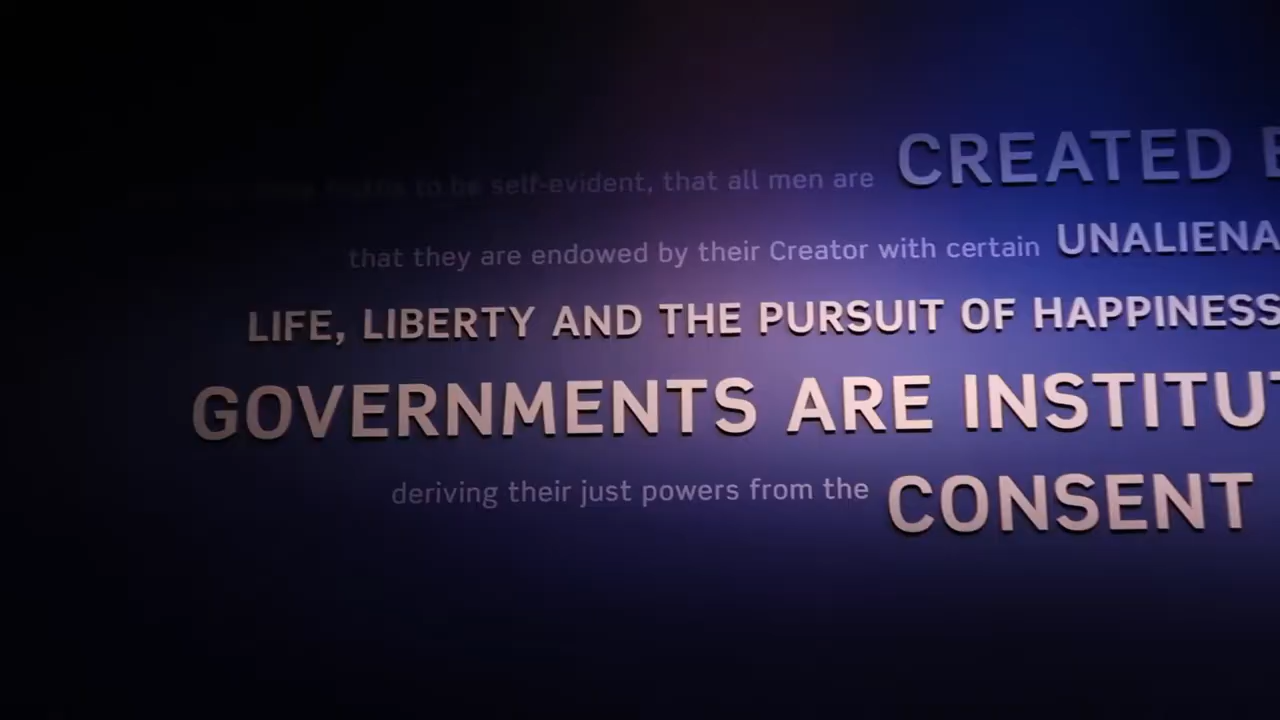 truths to be self-evident, that all men are CREATED E
that they are endowed by their Creator with certain UNALIENA
LIFE, LIBERTY AND THE PURSUIT OF HAPPINESS
GOVERNMENTS ARE INSTITUT
deriving their just powers from the CONSENT